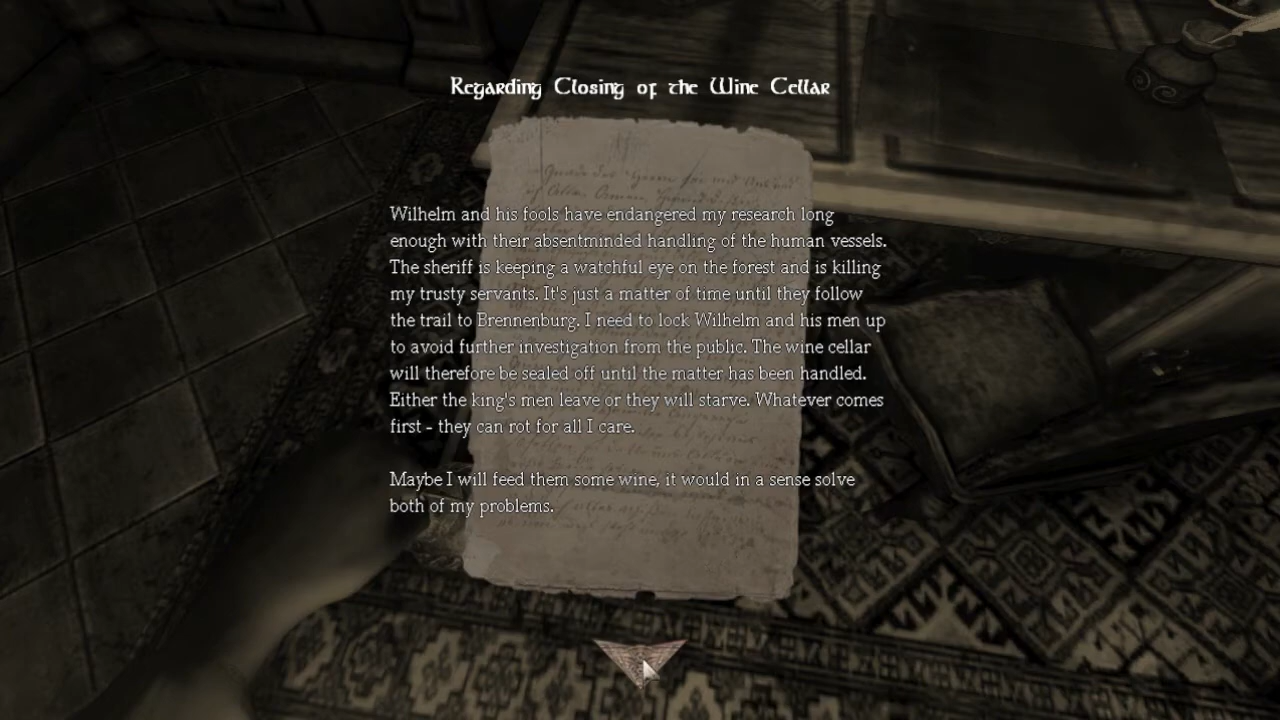 Regarding Closing of the Wine Cellar
Wilhelm and his fools have endangered my research long
enough with their absentminded handling of the human vessels.
The sheriff is keeping a watchful eye on the forest and is killing
my trusty servants. It's just a matter of time until they follow
the trail to Brennenburg. I need to lock Wilhelm and his men up
to avoid further investigation from the public. The wine cellar
will therefore be sealed off until the matter has been handled.
Either the king's men leave or they will starve. Whatever comes
first - they can rot for all I care.
Maybe I will feed them some wine, it would in a sense solve
both of my problems.